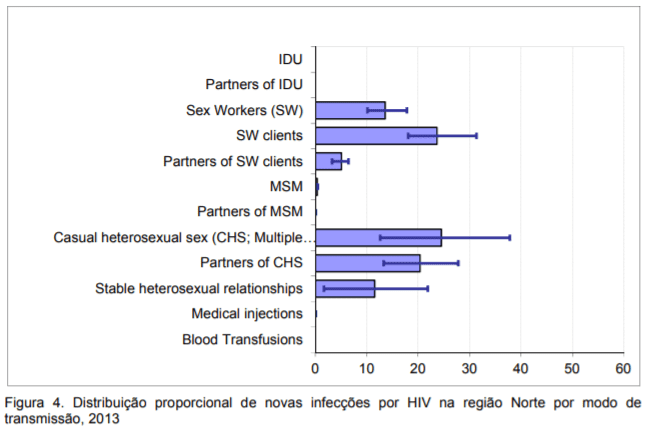 IDU
Partners of IDU
Sex Workers (SW)
SW clients
Partners of SW clients
MSM
Partners of MSM
Casual heterosexual sex (CHS; Multiple…
Partners of CHS
Stable heterosexual relationships
Medical injections
Blood Transfusions
0 10 20 30 40 50 60
Figura 4. Distribuição proporcional de novas infecções por HIV na região Norte por modo de
transmissão, 2013